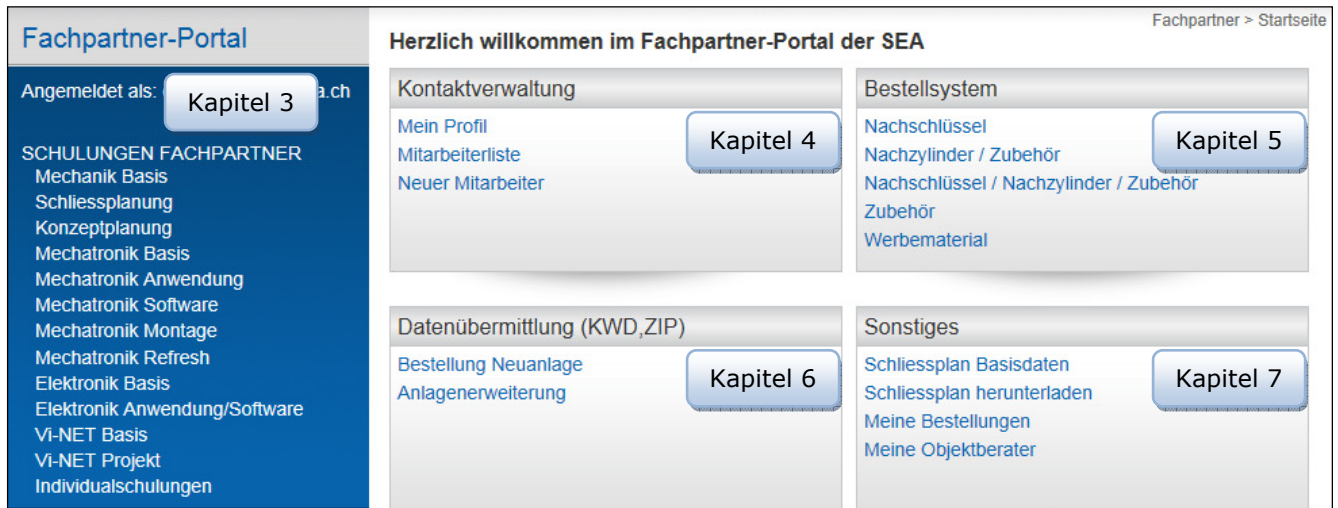 Fachpartner-Portal
Angemeldet als: a.ch
Kapitel 3
SCHULUNGEN FACHPARTNER
Mechanik Basis
Schliessplanung
Konzeptplanung
Mechatronik Basis
Mechatronik Anwendung
Mechatronik Software
Mechatronik Montage
Mechatronik Refresh
Elektronik Basis
Elektronik Anwendung/Software
Vi-NET Basis
Vi-NET Projekt
Individualschulungen
Fachpartner > Startseite
Herzlich willkommen im Fachpartner-Portal der SEA
Kontaktverwaltung
Mein Profil
Mitarbeiterliste
Neuer Mitarbeiter
Kapitel 4
Bestellsystem
Nachschlüssel
Nachzylinder / Zubehör
Nachschlüssel / Nachzylinder / Zubehör
Zubehör
Werbematerial
Kapitel 5
Datenübermittlung (KWD,ZIP)
Bestellung Neuanlage
Anlagenerweiterung
Kapitel 6
Sonstiges
Schliessplan Basisdaten
Schliessplan herunterladen
Meine Bestellungen
Meine Objektberater
Kapitel 7